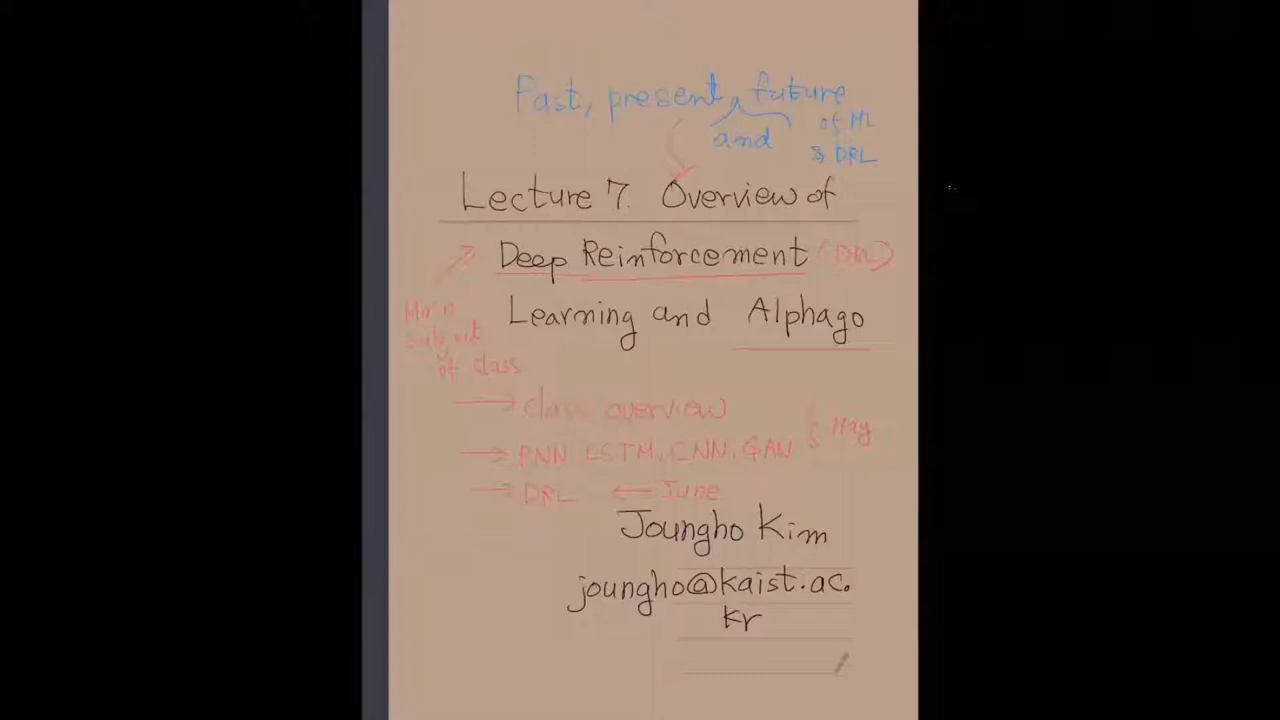 Past, present, future
and
of ML
& DRL
Lecture 7. Overview of
Deep Reinforcement (DRL)
Learning and Alphago
Main
subject
of class
→ class overview
→ PNN, LSTM, CNN, GAN
& May
→ DRL ← June
Joungho Kim
joungho@kaist.ac.
kr